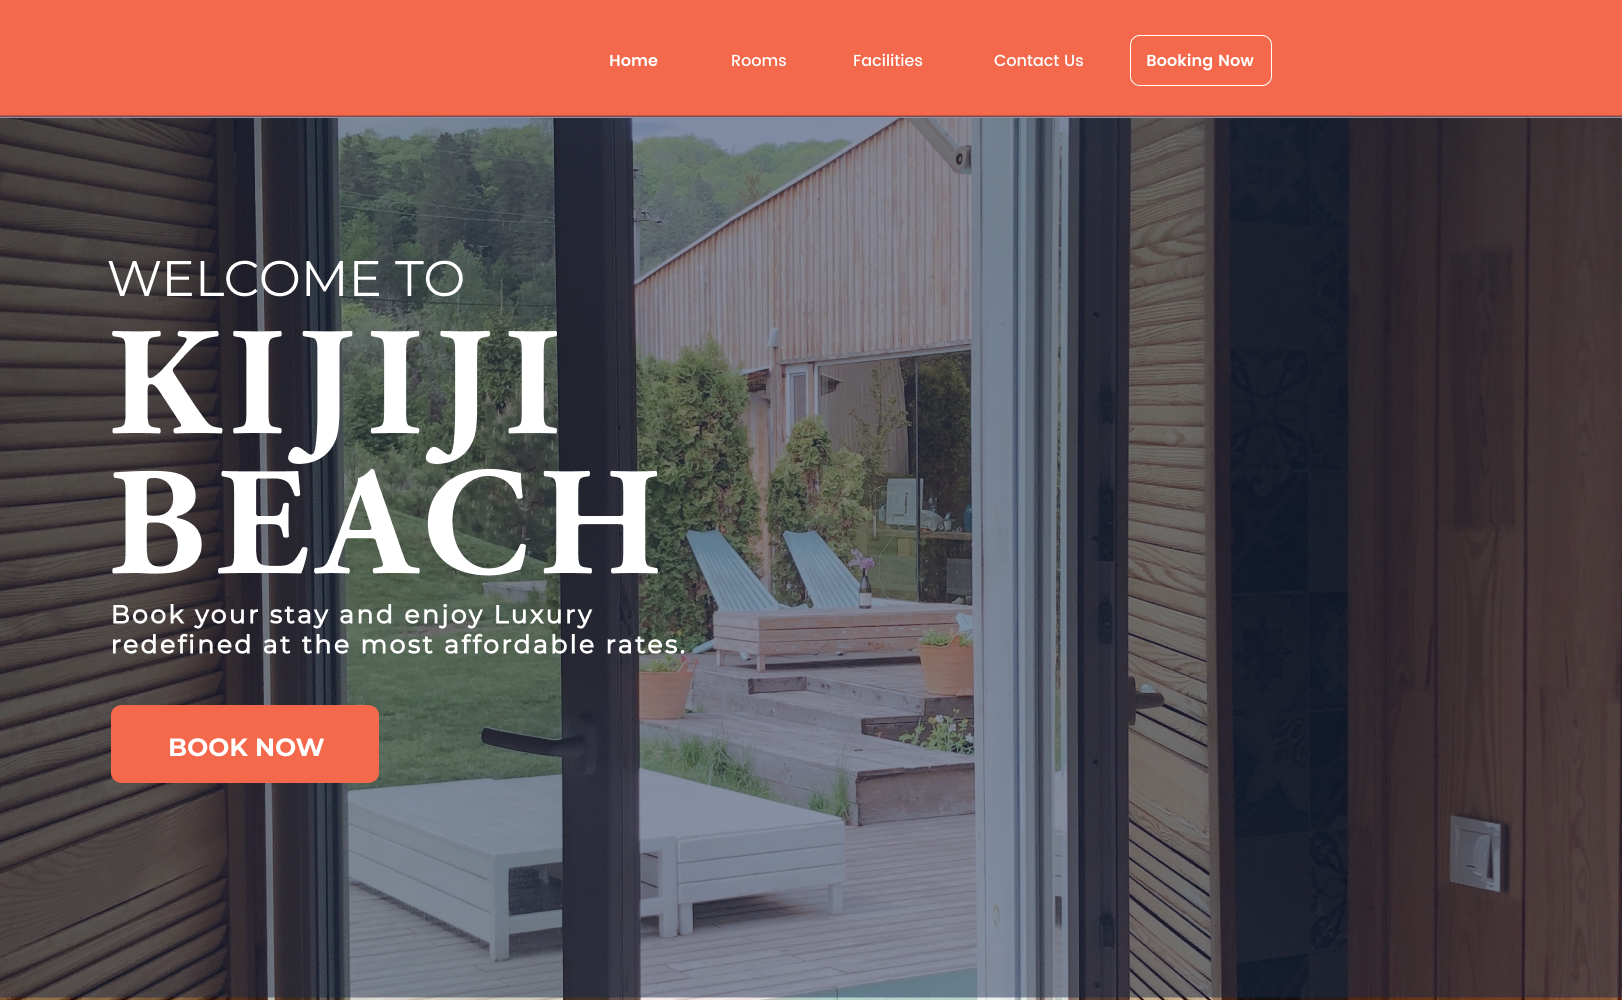 Home Rooms Facilities Contact Us Booking Now
WELCOME TO
KIJIJI
BEACH
Book your stay and enjoy Luxury
redefined at the most affordable rates.
BOOK NOW